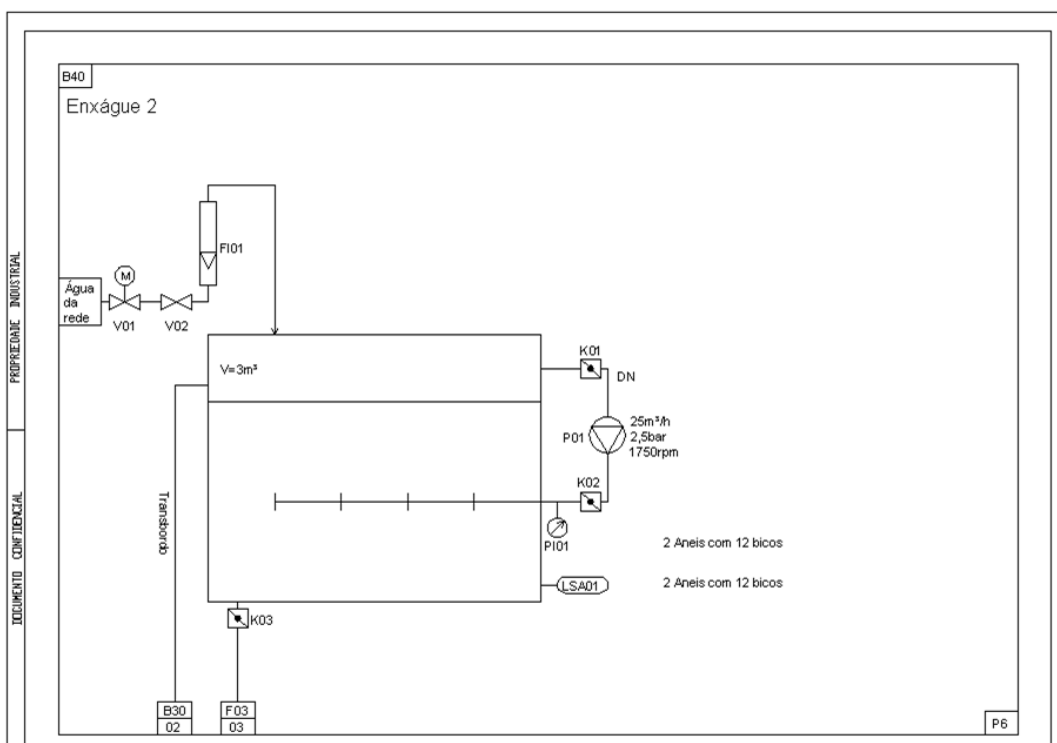 B40
Enxágue 2
FI01
M
Água
da
rede
V01
V02
V=3m³
K01
DN
P01
25m³/h
2,5bar
1750rpm
K02
PI01
2 Aneis com 12 bicos
LSA01
2 Aneis com 12 bicos
Transbordo
K03
B30
02
F03
03
P6
PROPRIEDADE INDUSTRIAL
DOCUMENTO CONFIDENCIAL